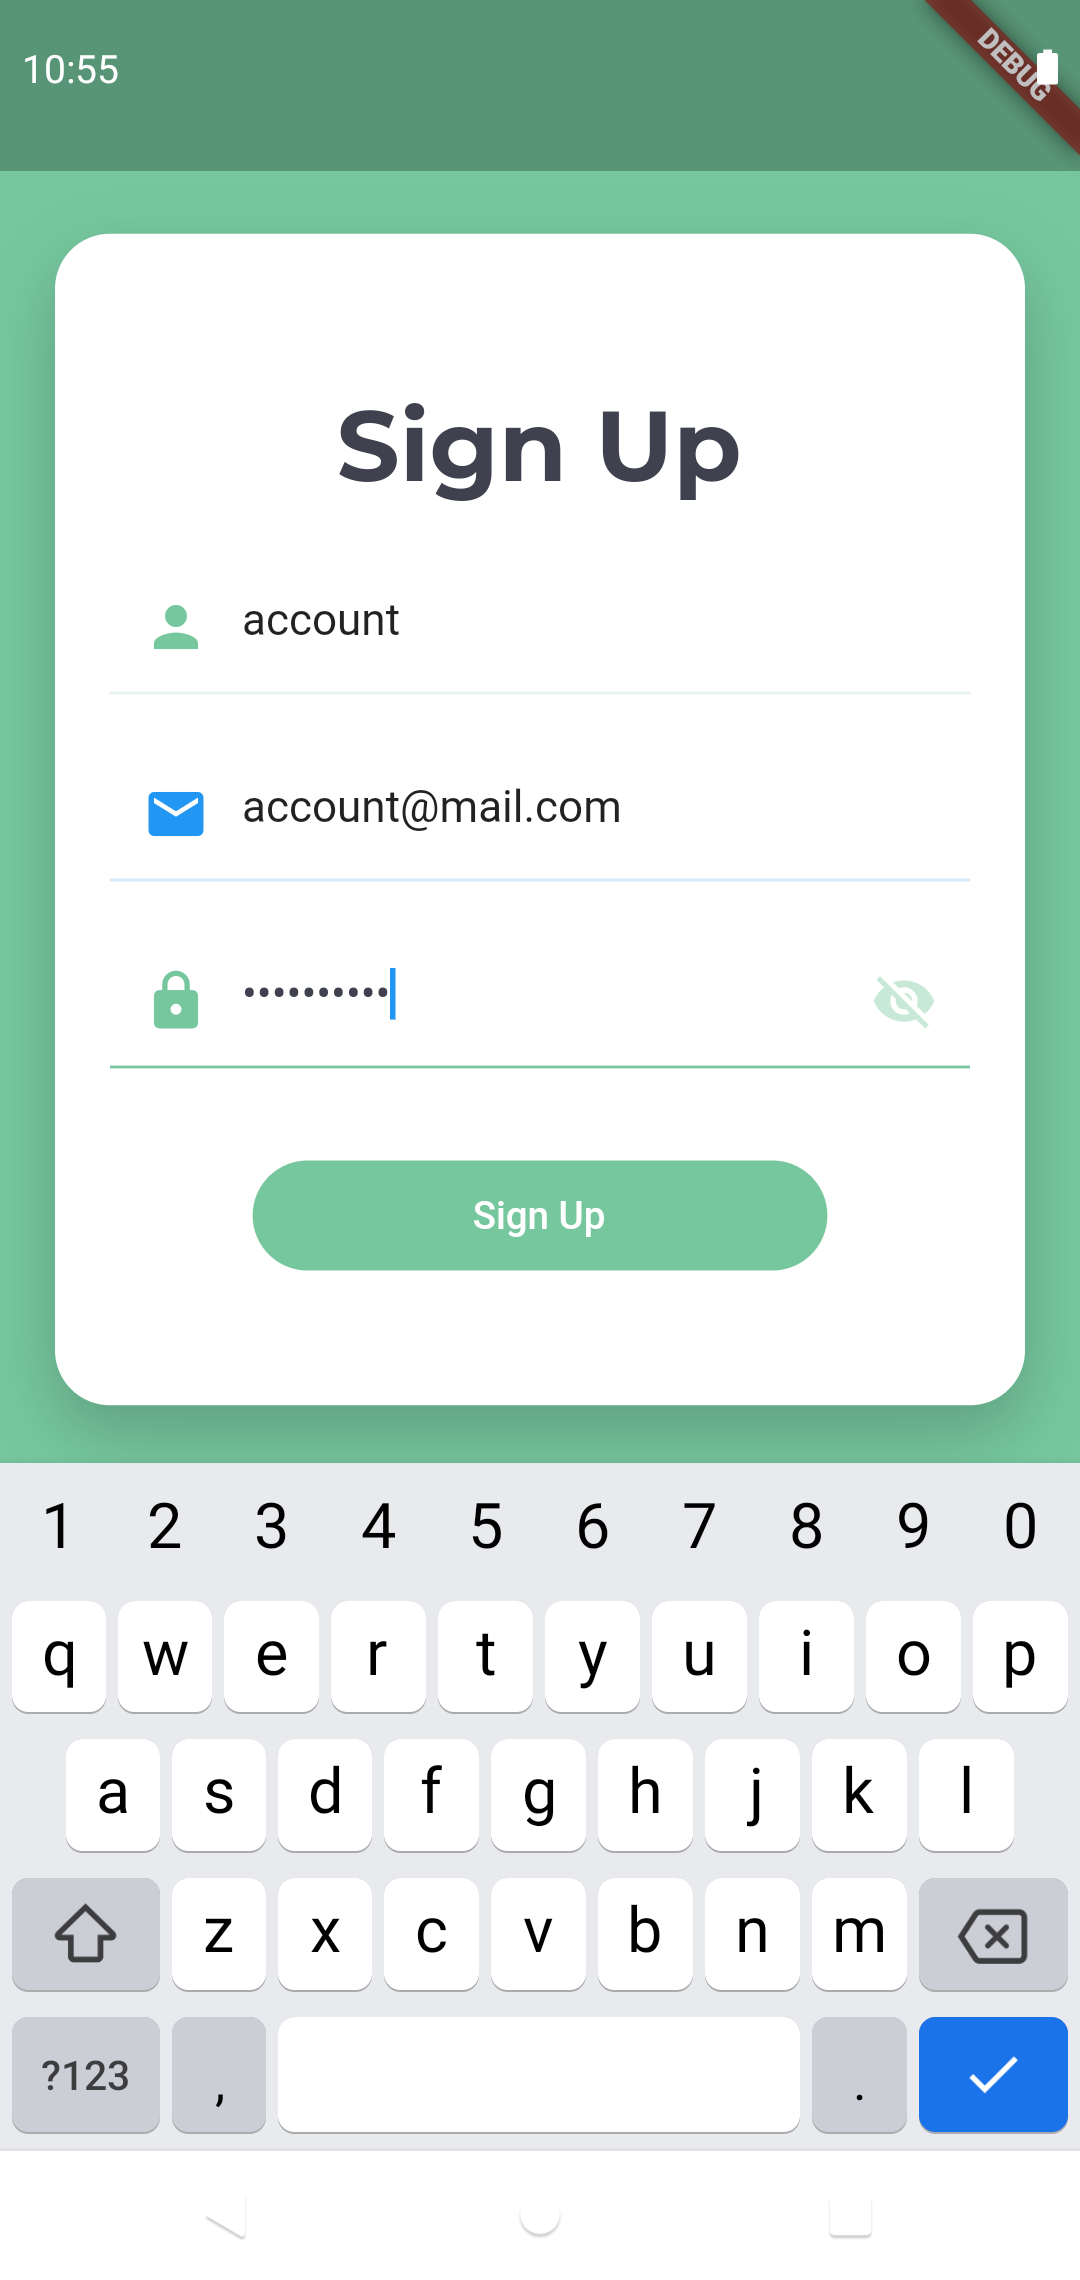 10:55
DEBUG
Sign Up
account
account@mail.com
••••••••••
Sign Up
1 2 3 4 5 6 7 8 9 0
q w e r t y u i o p
a s d f g h j k l
z x c v b n m
?123 , .